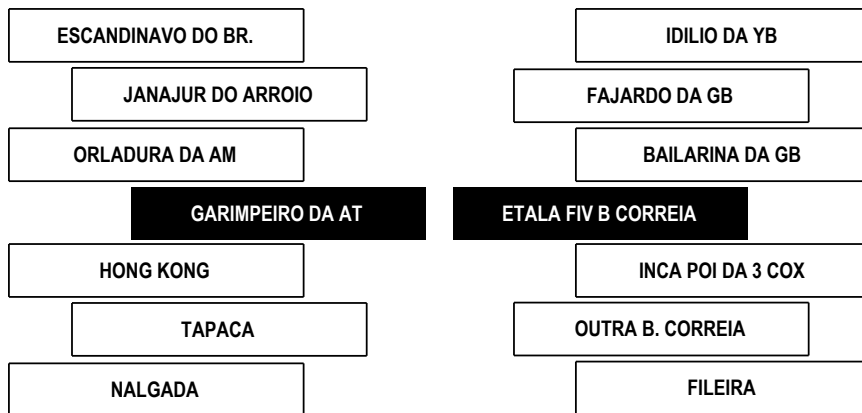 ESCANDINAVO DO BR.
IDILIO DA YB
JANAJUR DO ARROIO
FAJARDO DA GB
ORLADURA DA AM
BAILARINA DA GB
GARIMPEIRO DA AT
ETALA FIV B CORREIA
HONG KONG
INCA POI DA 3 COX
TAPACA
OUTRA B. CORREIA
NALGADA
FILEIRA